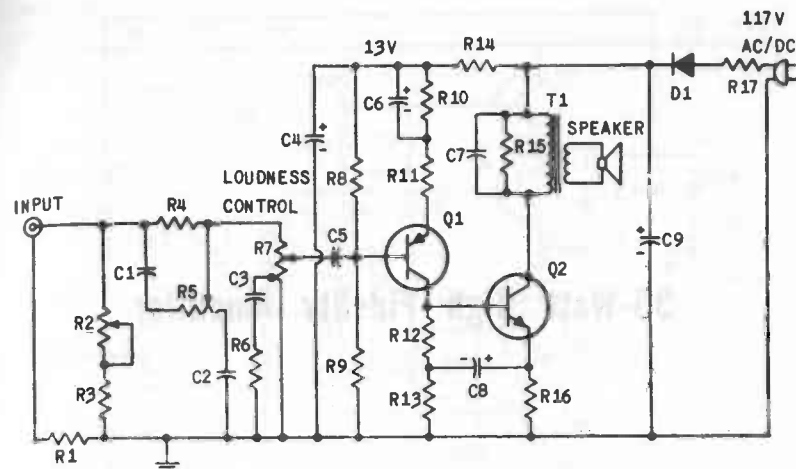 117V
AC/DC
13V
R14
R17
D1
C6
R10
T1
SPEAKER
C4
R8
R11
C7
R15
LOUDNESS
CONTROL
INPUT
R4
R7
C5
Q1
C9
C1
C3
Q2
R5
R2
R6
R12
C2
R9
C8
R3
R13
R16
R1